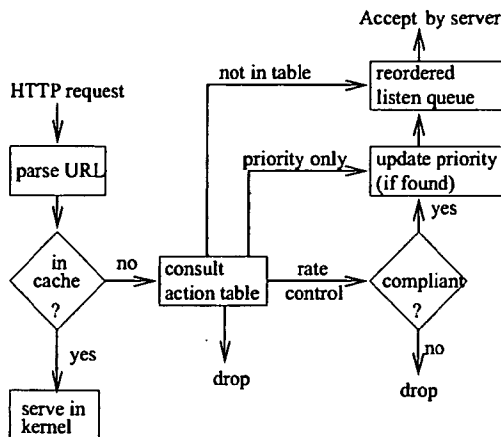 Accept by server
not in table
reordered
listen queue
HTTP request
parse URL
priority only
update priority
(if found)
yes
in
cache
?
no
consult
action table
rate
control
compliant
?
yes
drop
no
drop
serve in
kernel